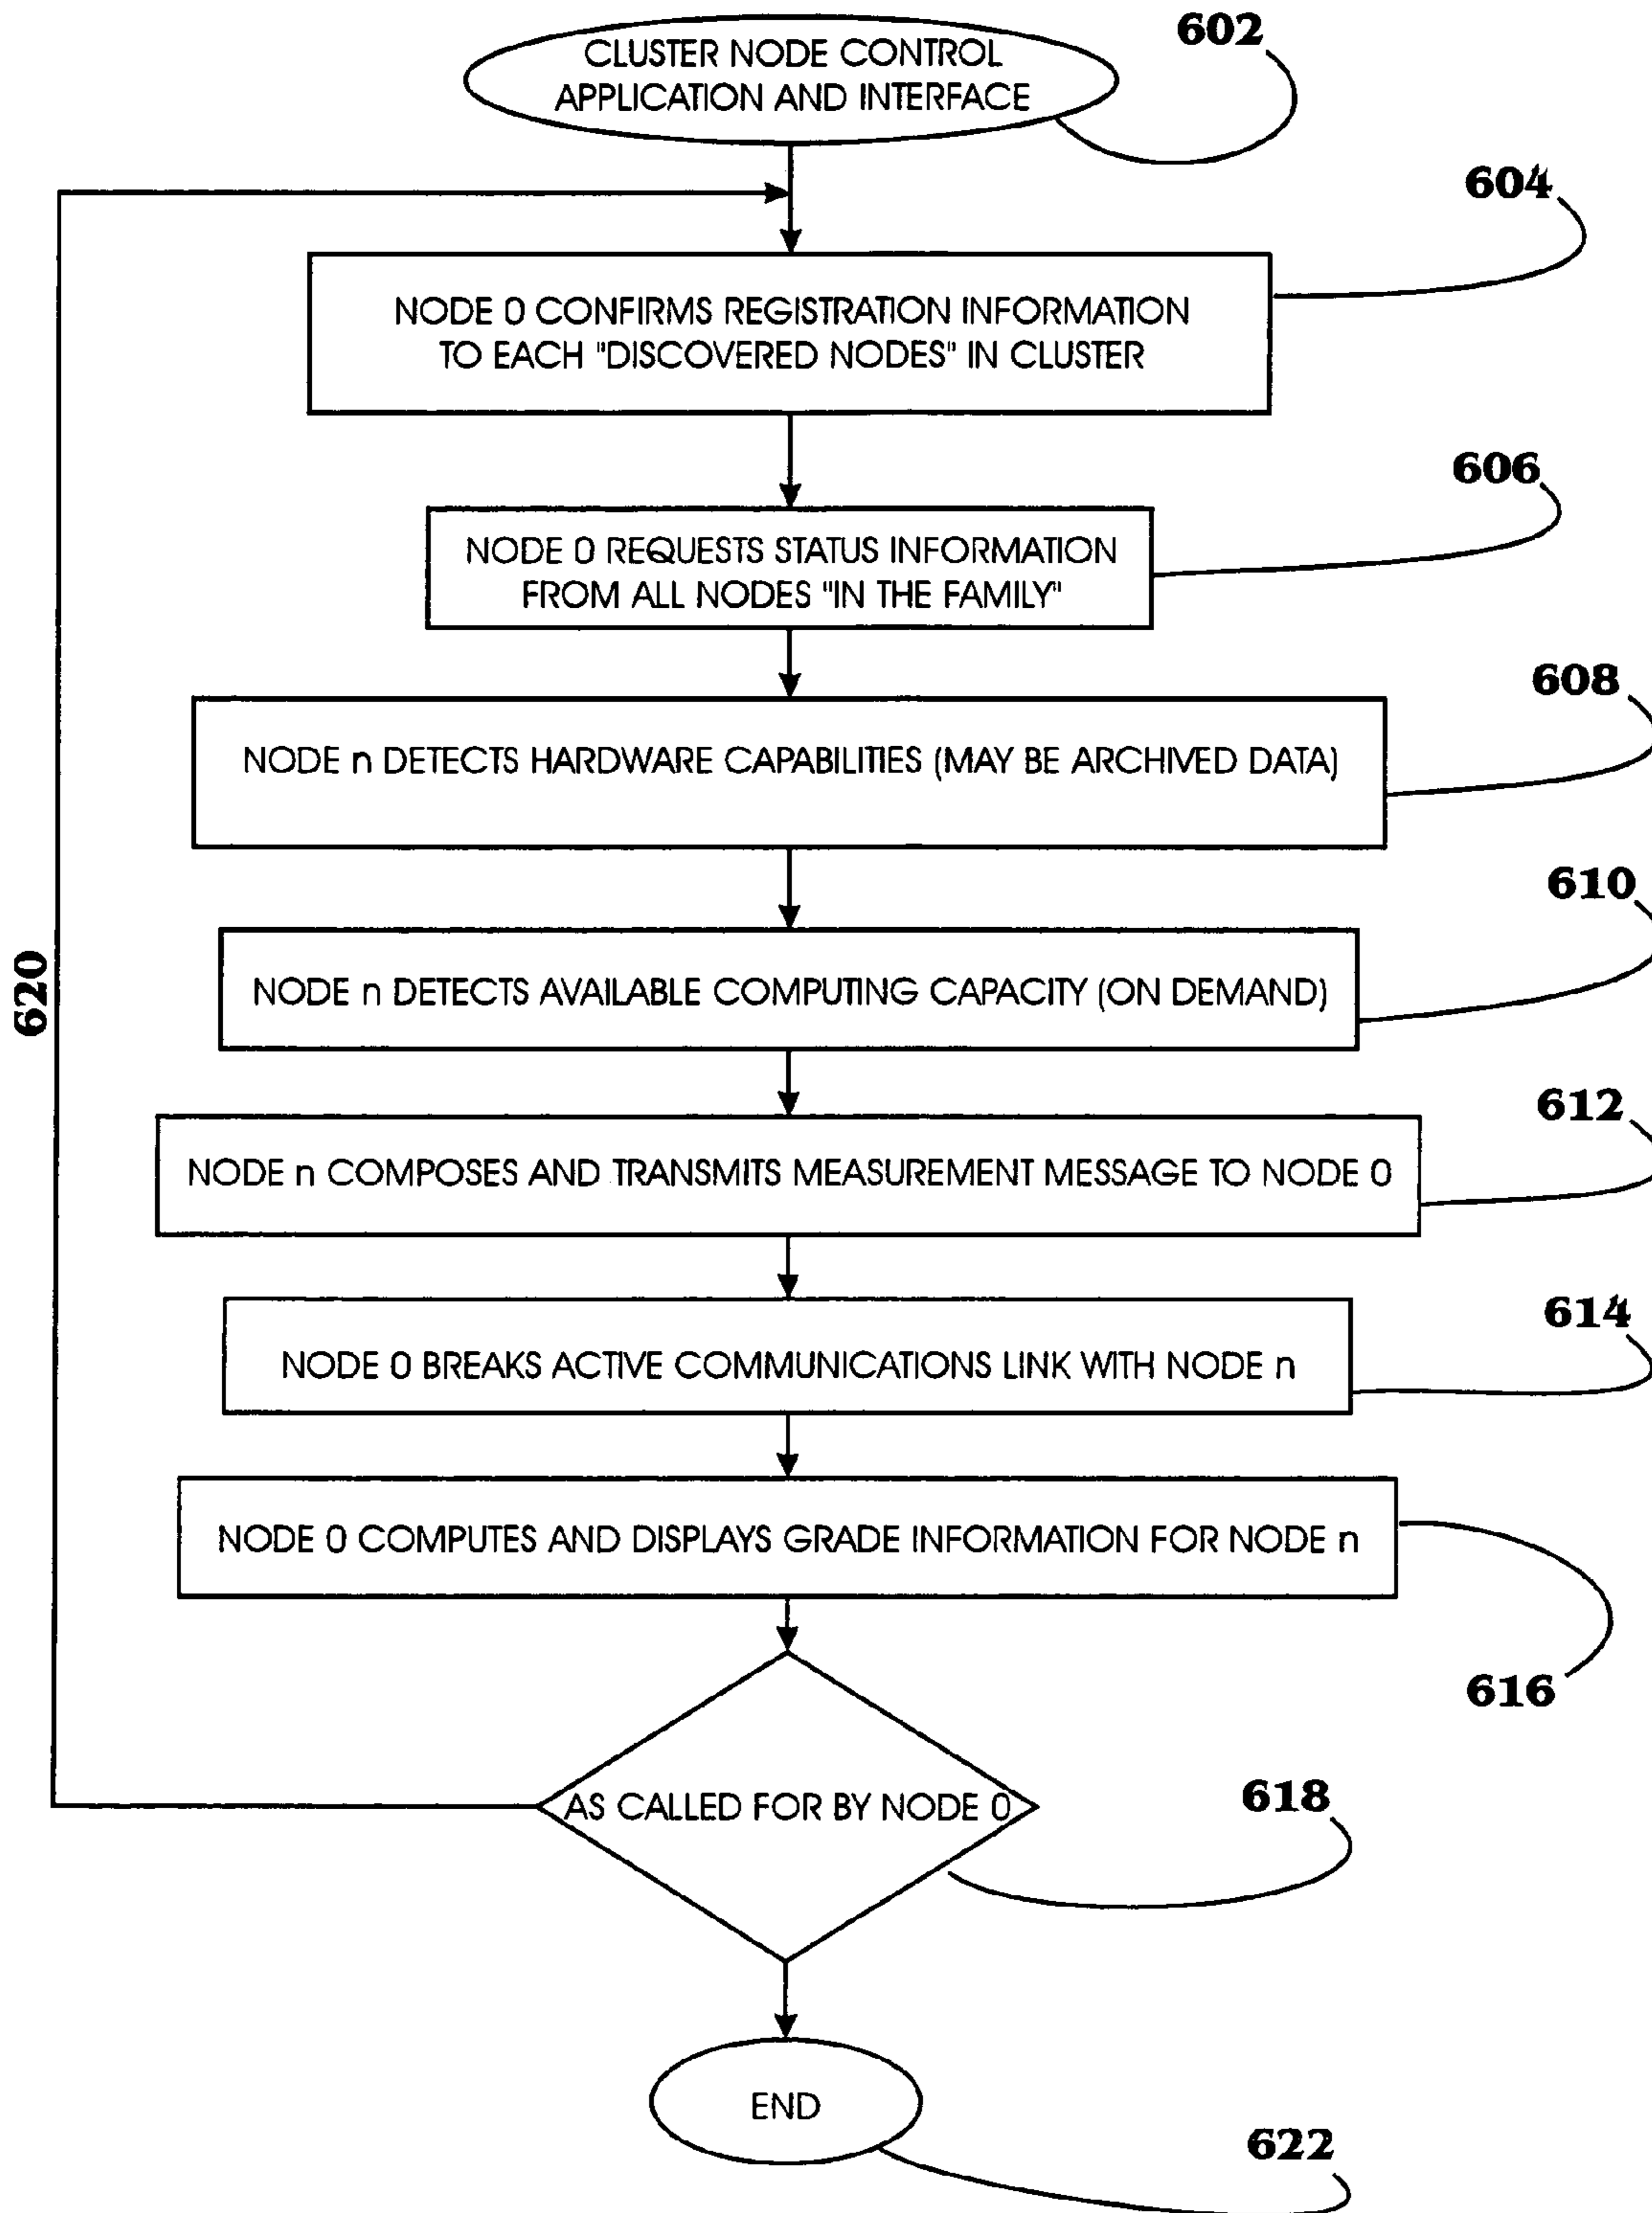 CLUSTER NODE CONTROL
APPLICATION AND INTERFACE
602
604
NODE 0 CONFIRMS REGISTRATION INFORMATION
TO EACH "DISCOVERED NODES" IN CLUSTER
606
NODE 0 REQUESTS STATUS INFORMATION
FROM ALL NODES "IN THE FAMILY"
608
NODE n DETECTS HARDWARE CAPABILITIES (MAY BE ARCHIVED DATA)
610
NODE n DETECTS AVAILABLE COMPUTING CAPACITY (ON DEMAND)
620
612
NODE n COMPOSES AND TRANSMITS MEASUREMENT MESSAGE TO NODE 0
614
NODE 0 BREAKS ACTIVE COMMUNICATIONS LINK WITH NODE n
NODE 0 COMPUTES AND DISPLAYS GRADE INFORMATION FOR NODE n
616
AS CALLED FOR BY NODE 0
618
END
622